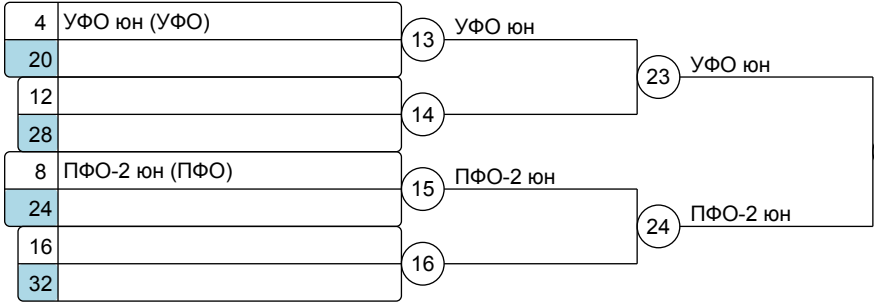 4 УФО юн (УФО)
20
13 УФО юн
12
28
14
23 УФО юн
8 ПФО-2 юн (ПФО)
24
15 ПФО-2 юн
16
32
16
24 ПФО-2 юн